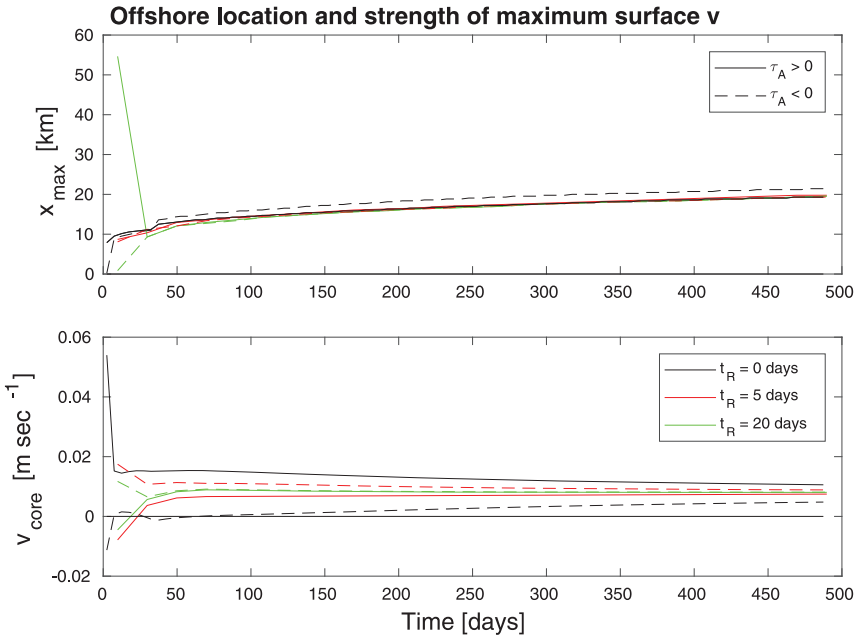 Offshore location and strength of maximum surface v
60
50
40
30
20
10
0
x_max [km]
τ_A > 0
τ_A < 0
0 50 100 150 200 250 300 350 400 450 500
0.06
0.04
0.02
0
-0.02
v_core [m sec^-1]
t_R = 0 days
t_R = 5 days
t_R = 20 days
0 50 100 150 200 250 300 350 400 450 500
Time [days]